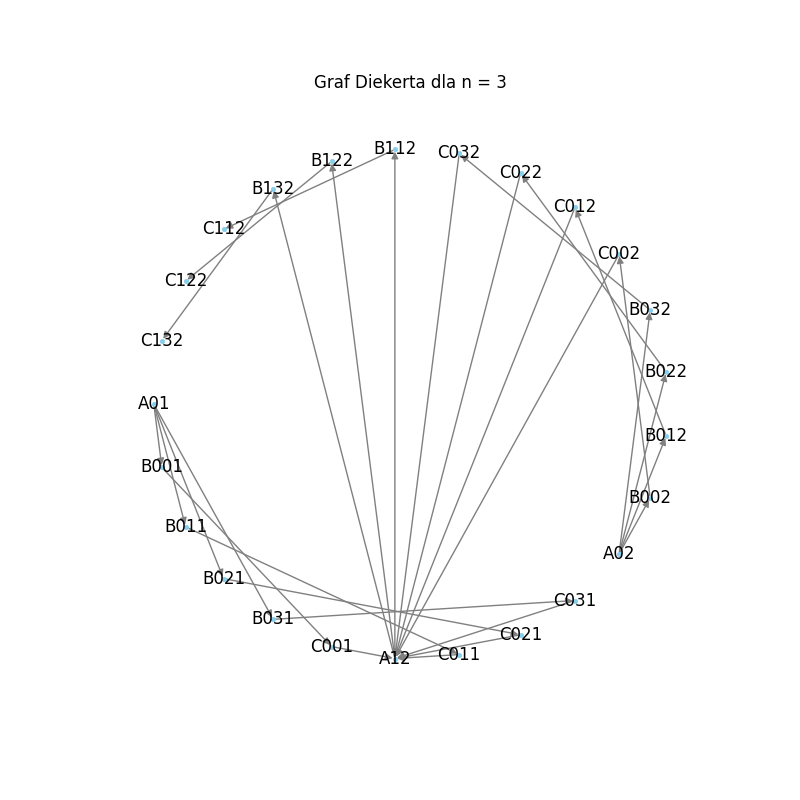 Graf Diekerta dla n = 3
B112
C032
B122
C022
B132
C012
C112
C002
C122
B032
C132
B022
A01
B012
B001
B002
B011
A02
B021
C031
B031
C021
C001
C011
A12